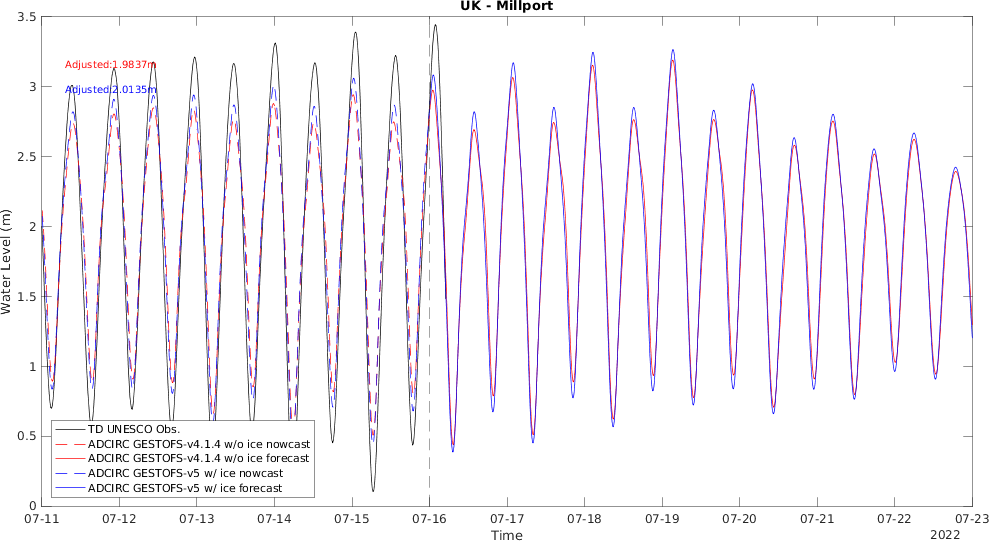 UK - Millport
3.5
3
2.5
2
1.5
1
0.5
0
Water Level (m)
Adjusted:1.9837m
Adjusted:2.0135m
TD UNESCO Obs.
ADCIRC GESTOFS-v4.1.4 w/o ice nowcast
ADCIRC GESTOFS-v4.1.4 w/o ice forecast
ADCIRC GESTOFS-v5 w/ ice nowcast
ADCIRC GESTOFS-v5 w/ ice forecast
07-11 07-12 07-13 07-14 07-15 07-16 07-17 07-18 07-19 07-20 07-21 07-22 07-23
Time
2022